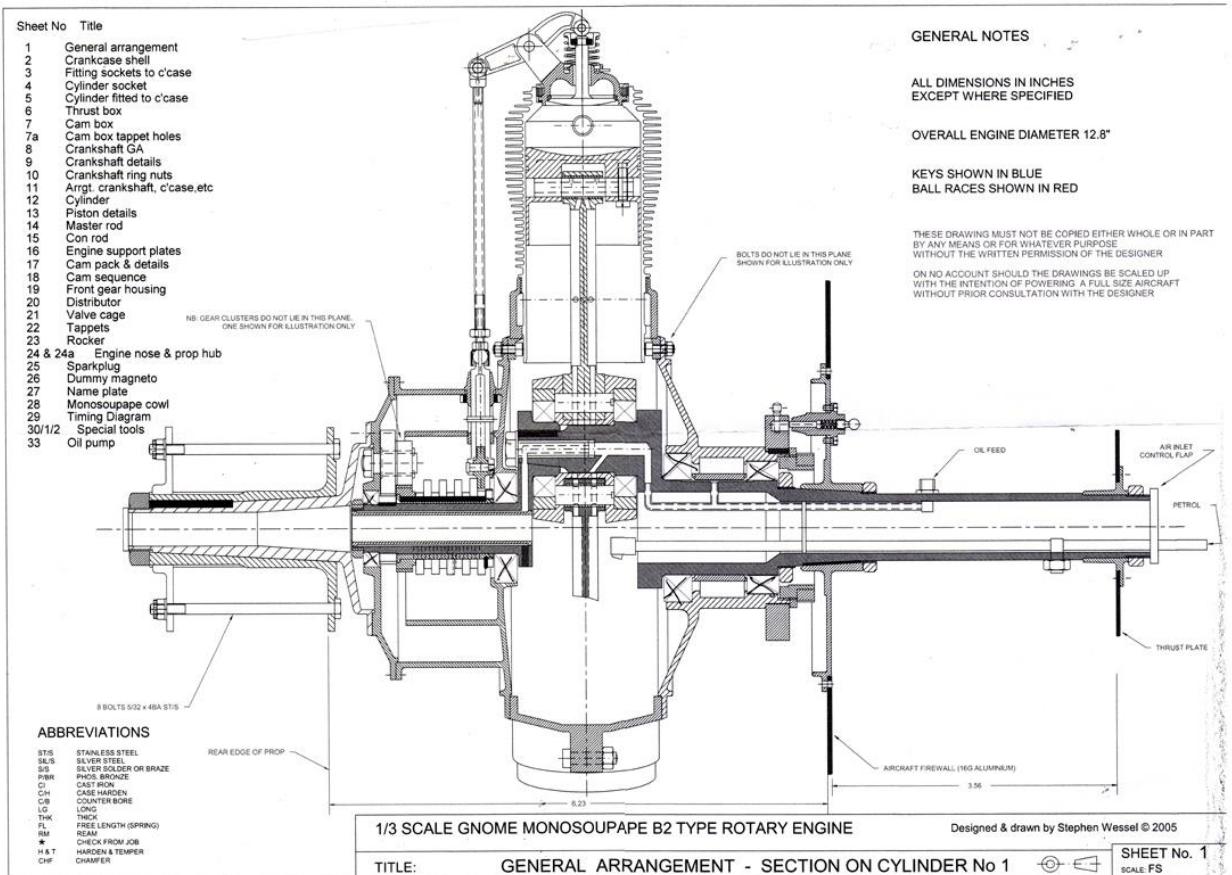 Sheet No Title
1 General arrangement
2 Crankcase shell
3 Fitting sockets to c'case
4 Cylinder socket
5 Cylinder fitted to c'case
6 Thrust box
7 Cam box
7a Cam box tappet holes
8 Crankshaft GA
9 Crankshaft details
10 Crankshaft ring nuts
11 Arrgt. crankshaft, c'case,etc
12 Cylinder
13 Piston details
14 Master rod
15 Con rod
16 Engine support plates
17 Cam pack & details
18 Cam sequence
19 Front gear housing
20 Distributor
21 Valve cage
22 Tappets
23 Rocker
24 & 24a Engine nose & prop hub
25 Sparkplug
26 Dummy magneto
27 Name plate
28 Monosoupape cowl
29 Timing Diagram
30/1/2 Special tools
33 Oil pump
GENERAL NOTES
ALL DIMENSIONS IN INCHES
EXCEPT WHERE SPECIFIED
OVERALL ENGINE DIAMETER 12.8"
KEYS SHOWN IN BLUE
BALL RACES SHOWN IN RED
THESE DRAWING MUST NOT BE COPIED EITHER WHOLE OR IN PART
BY ANY MEANS OR FOR WHATEVER PURPOSE
WITHOUT THE WRITTEN PERMISSION OF THE DESIGNER
ON NO ACCOUNT SHOULD THE DRAWINGS BE SCALED UP
WITH THE INTENTION OF POWERING A FULL SIZE AIRCRAFT
WITHOUT PRIOR CONSULTATION WITH THE DESIGNER
BOLTS DO NOT LIE IN THIS PLANE
SHOWN FOR ILLUSTRATION ONLY
NB: GEAR CLUSTERS DO NOT LIE IN THIS PLANE.
ONE SHOWN FOR ILLUSTRATION ONLY
OIL FEED
AIR INLET
CONTROL FLAP
PETROL
THRUST PLATE
8 BOLTS 5/32 x 4BA ST/S
REAR EDGE OF PROP
AIRCRAFT FIREWALL (16G ALUMINIUM)
3.56
6.23
ABBREVIATIONS
ST/S STAINLESS STEEL
SIL/S SILVER STEEL
S/S SILVER SOLDER OR BRAZE
P/BR PHOS. BRONZE
CI CAST IRON
C/H CASE HARDEN
C/B COUNTER BORE
LG LONG
THK THICK
FL FREE LENGTH (SPRING)
RM REAM
* CHECK FROM JOB
H & T HARDEN & TEMPER
CHF CHAMFER
1/3 SCALE GNOME MONOSOUPAPE B2 TYPE ROTARY ENGINE
Designed & drawn by Stephen Wessel © 2005
TITLE: GENERAL ARRANGEMENT - SECTION ON CYLINDER No 1
SHEET No. 1
SCALE: FS